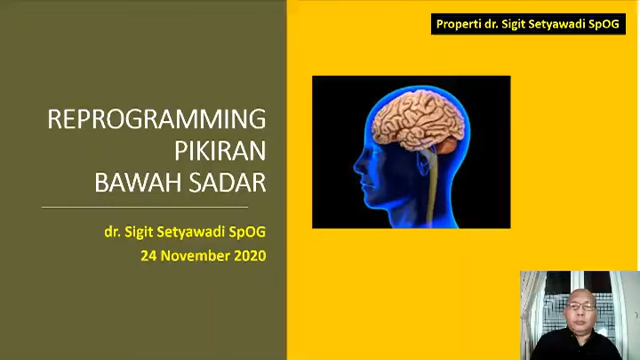 Properti dr. Sigit Setyawadi SpOG
REPROGRAMMING
PIKIRAN
BAWAH SADAR
dr. Sigit Setyawadi SpOG
24 November 2020